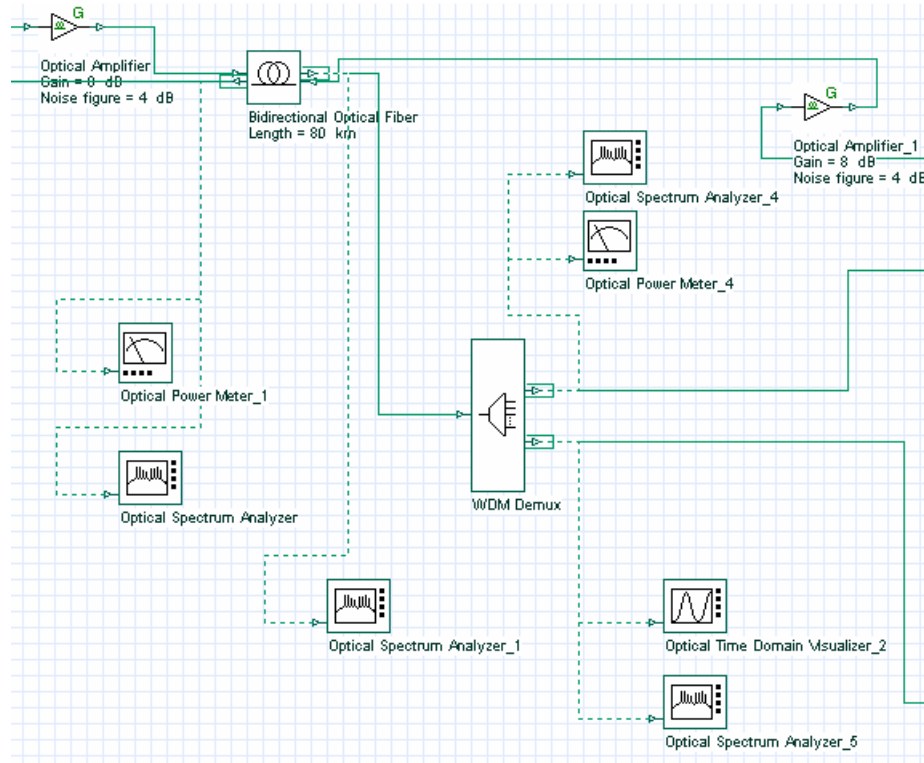 G
Optical Amplifier
Gain = 8 dB
Noise figure = 4 dB
Bidirectional Optical Fiber
Length = 80 km
G
Optical Amplifier_1
Gain = 8 dB
Noise figure = 4 dB
Optical Spectrum Analyzer_4
Optical Power Meter_4
Optical Power Meter_1
Optical Spectrum Analyzer
WDM Demux
Optical Spectrum Analyzer_1
Optical Time Domain Visualizer_2
Optical Spectrum Analyzer_5